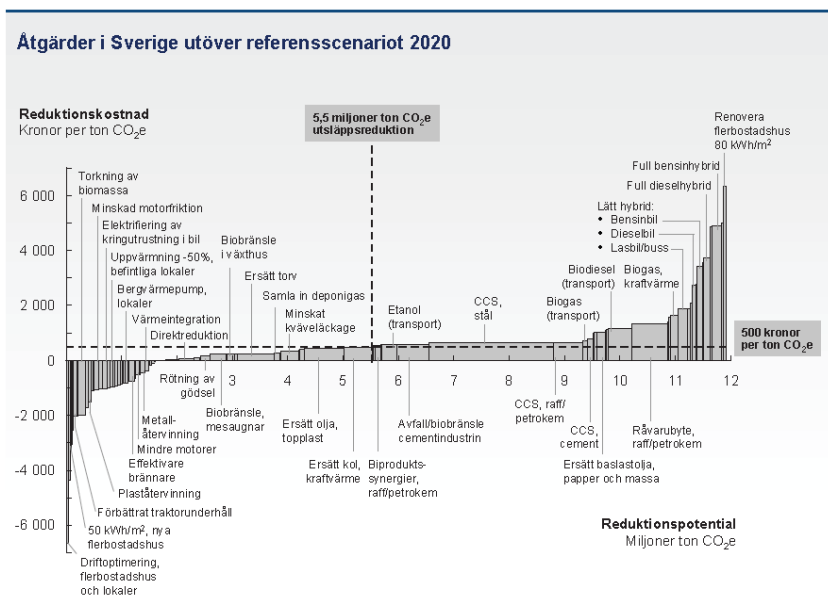 Åtgärder i Sverige utöver referensscenariot 2020
Reduktionskostnad
Kronor per ton CO₂e
5,5 miljoner ton CO₂e
utsläppsreduktion
Renovera
flerbostadshus
80 kWh/m²
Torkning av
biomassa
Full bensinhybrid
6 000
Full dieselhybrid
Minskad motorfriktion
Lätt hybrid:
• Bensinbil
• Dieselbil
• Lasbil/buss
Elektrifiering av
kringutrustning i bil
Biobränsle
i växthus
4 000
Uppvärmning -50%,
befintliga lokaler
Ersätt torv
Biodiesel
(transport)
Biogas,
kraftvärme
Bergvärmepump,
lokaler
Samla in deponigas
CCS,
stål
2 000
Etanol
(transport)
Biogas
(transport)
Värmeintegration
Minskat
kväveläckage
Direktreduktion
500 kronor
per ton CO₂e
0
3
4
5
6
7
8
9
10
11
12
Rötning av
gödsel
-2 000
Metall-
återvinning
Biobränsle,
mesaugnar
Ersätt olja,
topplast
Avfall/biobränsle
cementindustrin
CCS, raff/
petrokem
CCS,
cement
Råvarubyte,
raff/petrokem
Mindre motorer
Effektivare
brännare
Ersätt kol,
kraftvärme
Biprodukts-
synergier,
raff/petrokem
Ersätt baslastolja,
papper och massa
-4 000
Plaståtervinning
Förbättrat traktorunderhåll
-6 000
50 kWh/m², nya
flerbostadshus
Reduktionspotential
Miljoner ton CO₂e
Driftoptimering,
flerbostadshus
och lokaler